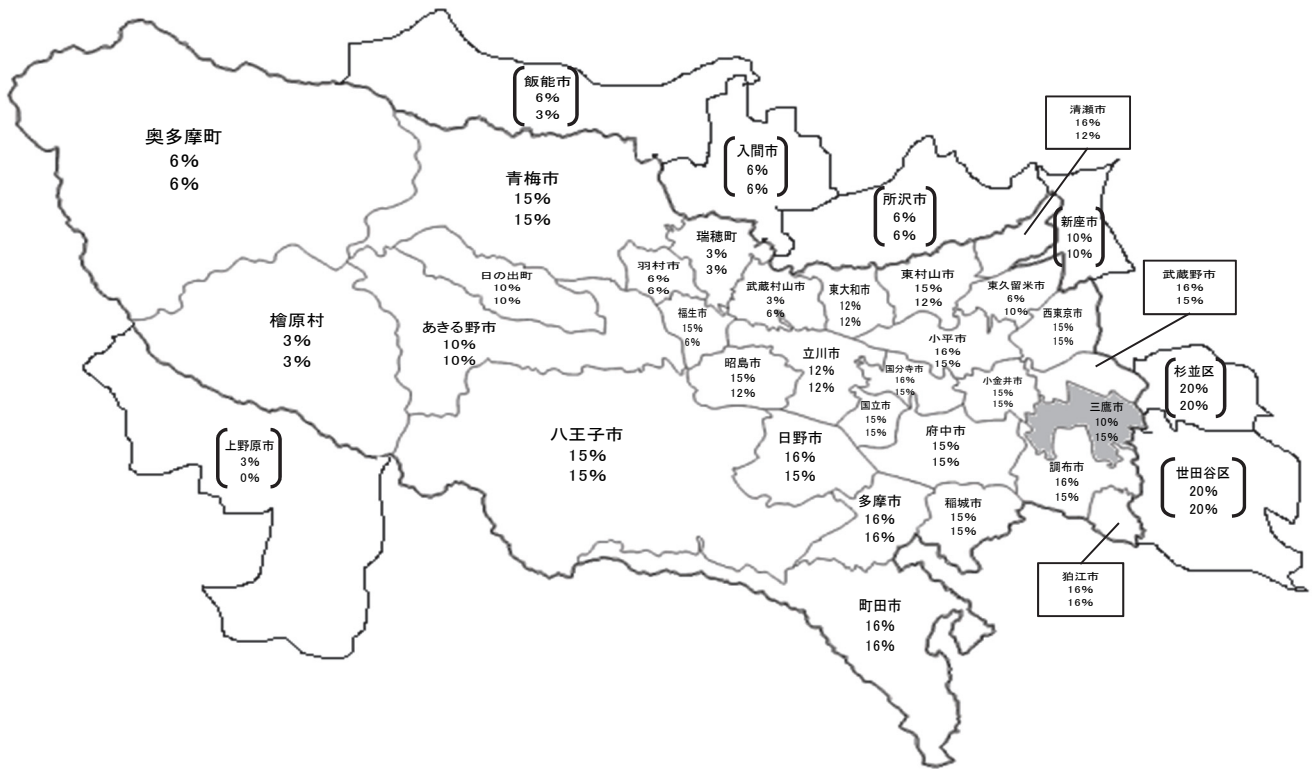 飯能市
6%
3%
清瀬市
16%
12%
奥多摩町
6%
6%
入間市
6%
6%
青梅市
15%
15%
所沢市
6%
6%
新座市
10%
10%
瑞穂町
3%
3%
羽村市
6%
6%
日の出町
10%
10%
武蔵村山市
3%
6%
東大和市
12%
12%
東村山市
15%
12%
東久留米市
6%
10%
武蔵野市
16%
15%
福生市
15%
6%
西東京市
15%
15%
檜原村
3%
3%
あきる野市
10%
10%
小平市
16%
15%
昭島市
15%
12%
立川市
12%
12%
国分寺市
16%
15%
小金井市
15%
15%
杉並区
20%
20%
国立市
15%
15%
三鷹市
10%
15%
八王子市
15%
15%
日野市
16%
15%
府中市
15%
15%
上野原市
3%
0%
調布市
16%
15%
世田谷区
20%
20%
多摩市
16%
16%
稲城市
15%
15%
狛江市
16%
16%
町田市
16%
16%